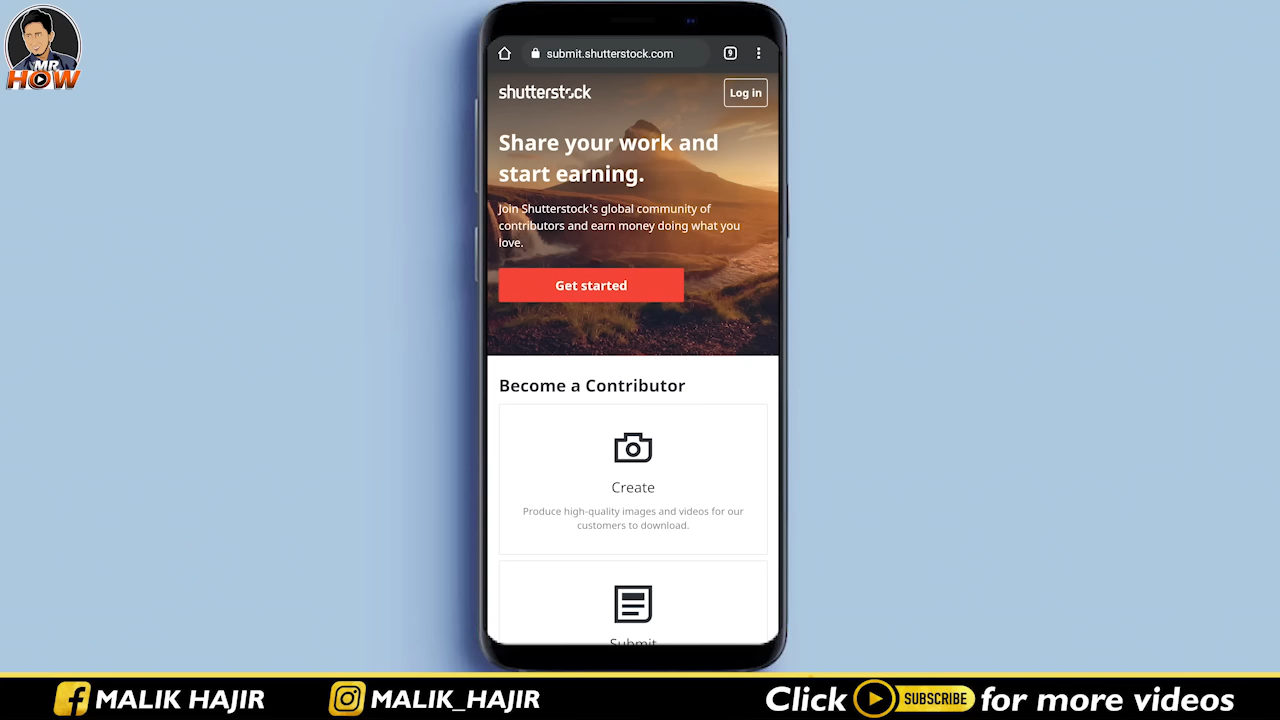 MR
HOW
submit.shutterstock.com
9
shutterstock
Log in
Share your work and
start earning.
Join Shutterstock's global community of
contributors and earn money doing what you
love.
Get started
Become a Contributor
Create
Produce high-quality images and videos for our
customers to download.
Submit
MALIK HAJIR
MALIK_HAJIR
Click SUBSCRIBE for more videos